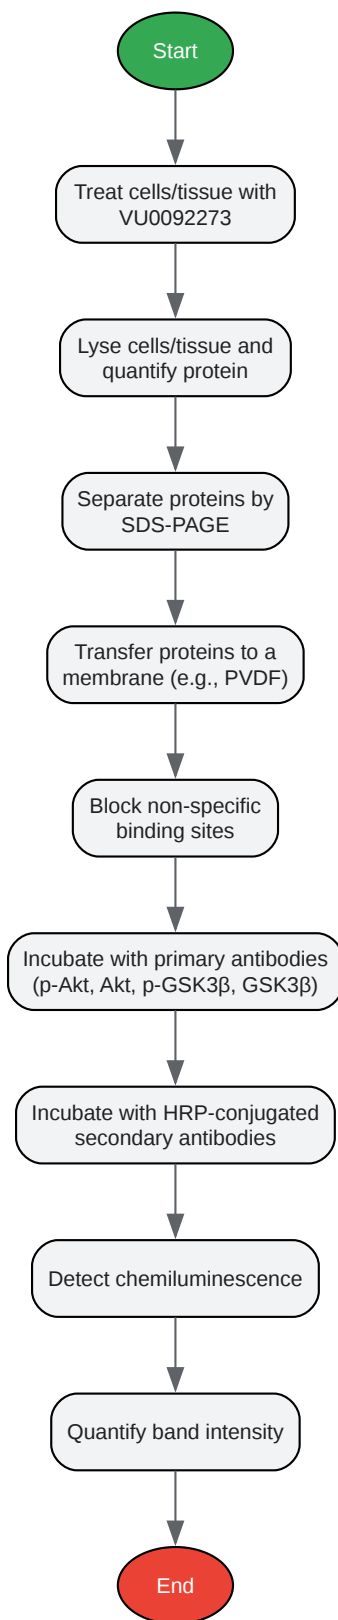 Start
Treat cells/tissue with
VU0092273
Lyse cells/tissue and
quantify protein
Separate proteins by
SDS-PAGE
Transfer proteins to a
membrane (e.g., PVDF)
Block non-specific
binding sites
Incubate with primary antibodies
(p-Akt, Akt, p-GSK3β, GSK3β)
Incubate with HRP-conjugated
secondary antibodies
Detect chemiluminescence
Quantify band intensity
End